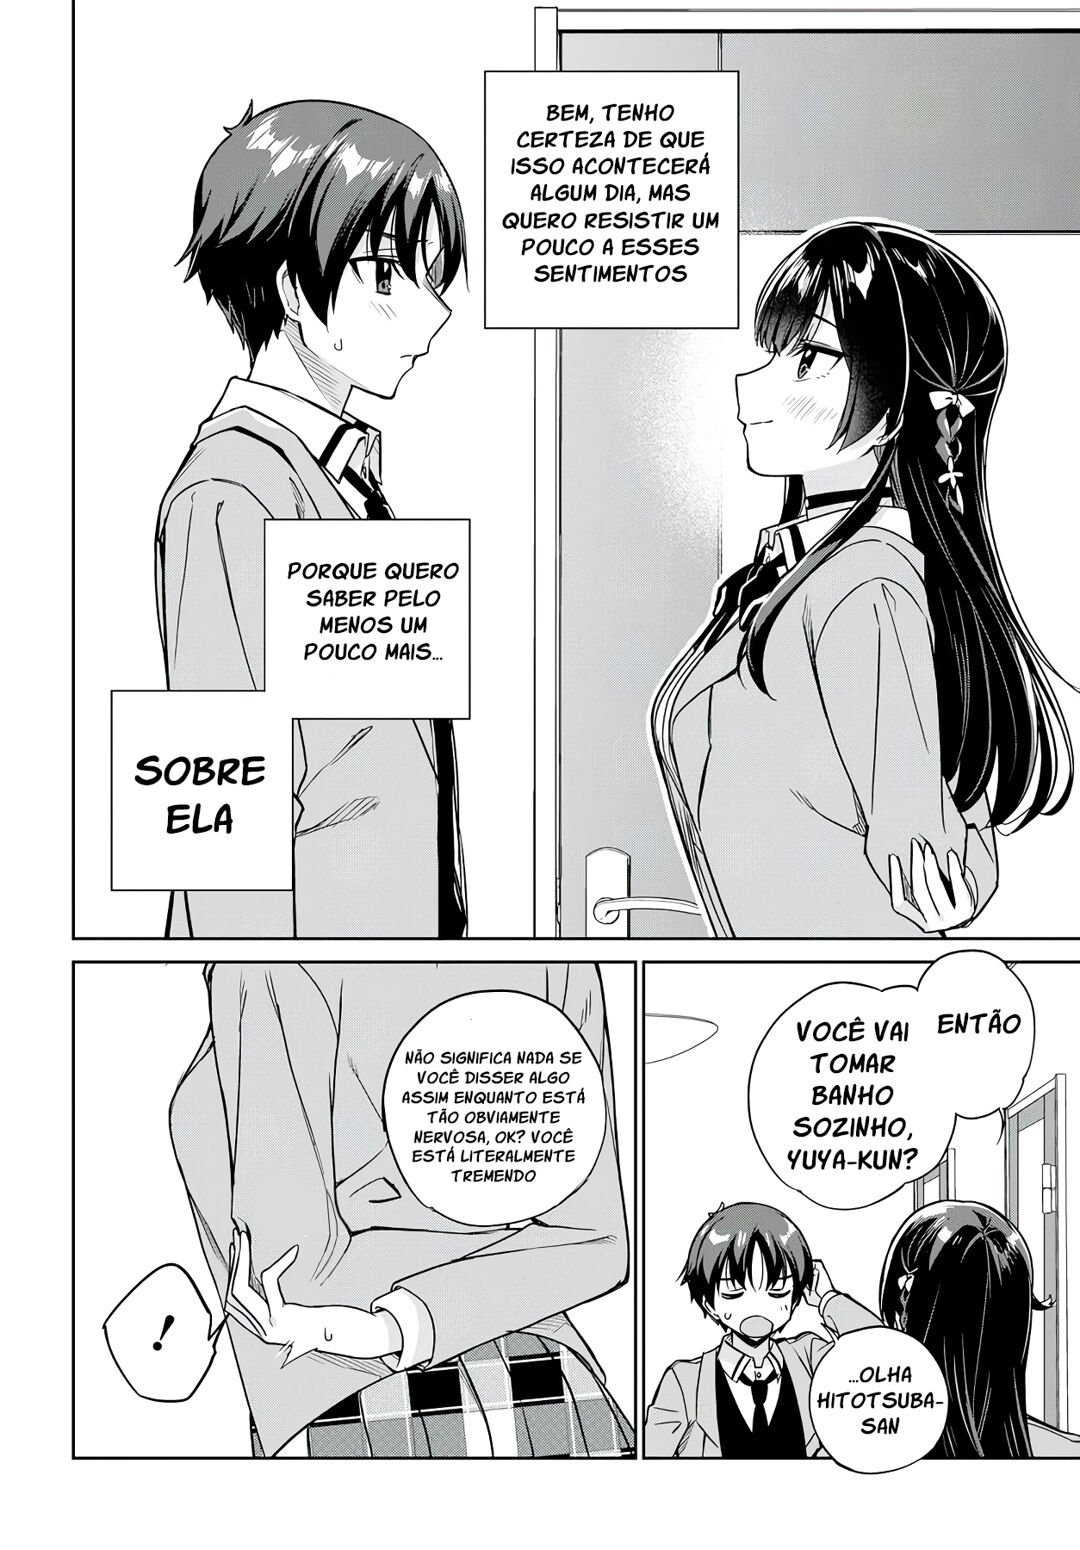 BEM, TENHO
CERTEZA DE QUE
ISSO ACONTECERÁ
ALGUM DIA, MAS
QUERO RESISTIR UM
POUCO A ESSES
SENTIMENTOS
PORQUE QUERO
SABER PELO
MENOS UM
POUCO MAIS...
SOBRE
ELA
ENTÃO
VOCÊ VAI
TOMAR
BANHO
SOZINHO,
YUYA-KUN?
...OLHA
HITOTSUBA-
SAN
NÃO SIGNIFICA NADA SE
VOCÊ DISSER ALGO
ASSIM ENQUANTO ESTÁ
TÃO OBVIAMENTE
NERVOSA, OK? VOCÊ
ESTÁ LITERALMENTE
TREMENDO
!